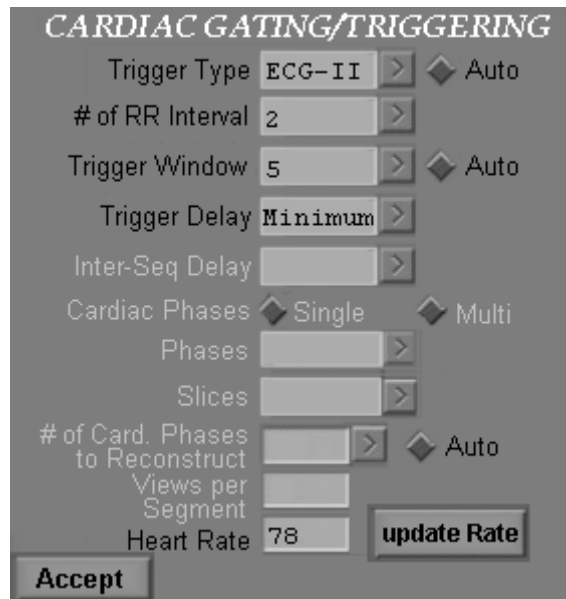 CARDIAC GATING/TRIGGERING
Trigger Type ECG-II > Auto
# of RR Interval 2 >
Trigger Window 5 > Auto
Trigger Delay Minimum >
Inter-Seq Delay >
Cardiac Phases Single Multi
Phases >
Slices >
# of Card. Phases
to Reconstruct > Auto
Views per
Segment
Heart Rate 78 update Rate
Accept